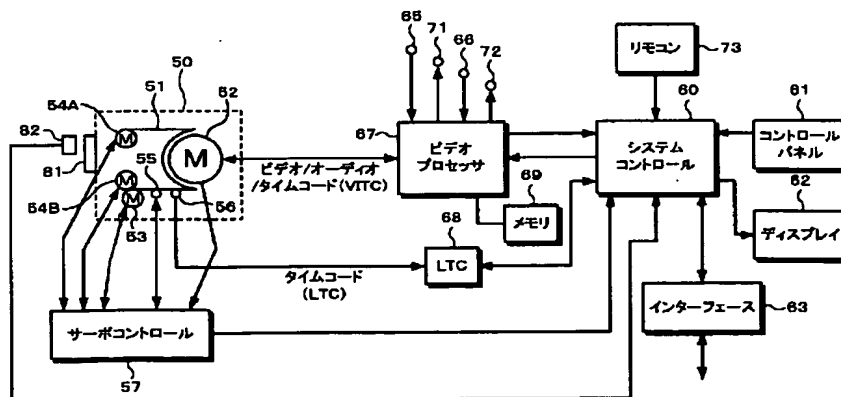 65
71
66
72
リモコン
73
50
51
52
54A
82
81
60
61
67
ビデオ
プロセッサ
システム
コントロール
コントロール
パネル
ビデオ/オーディオ
/タイムコード(VITC)
55
54B
53
56
69
メモリ
62
ディスプレイ
68
LTC
タイムコード
(LTC)
サーボコントロール
57
インターフェース
63